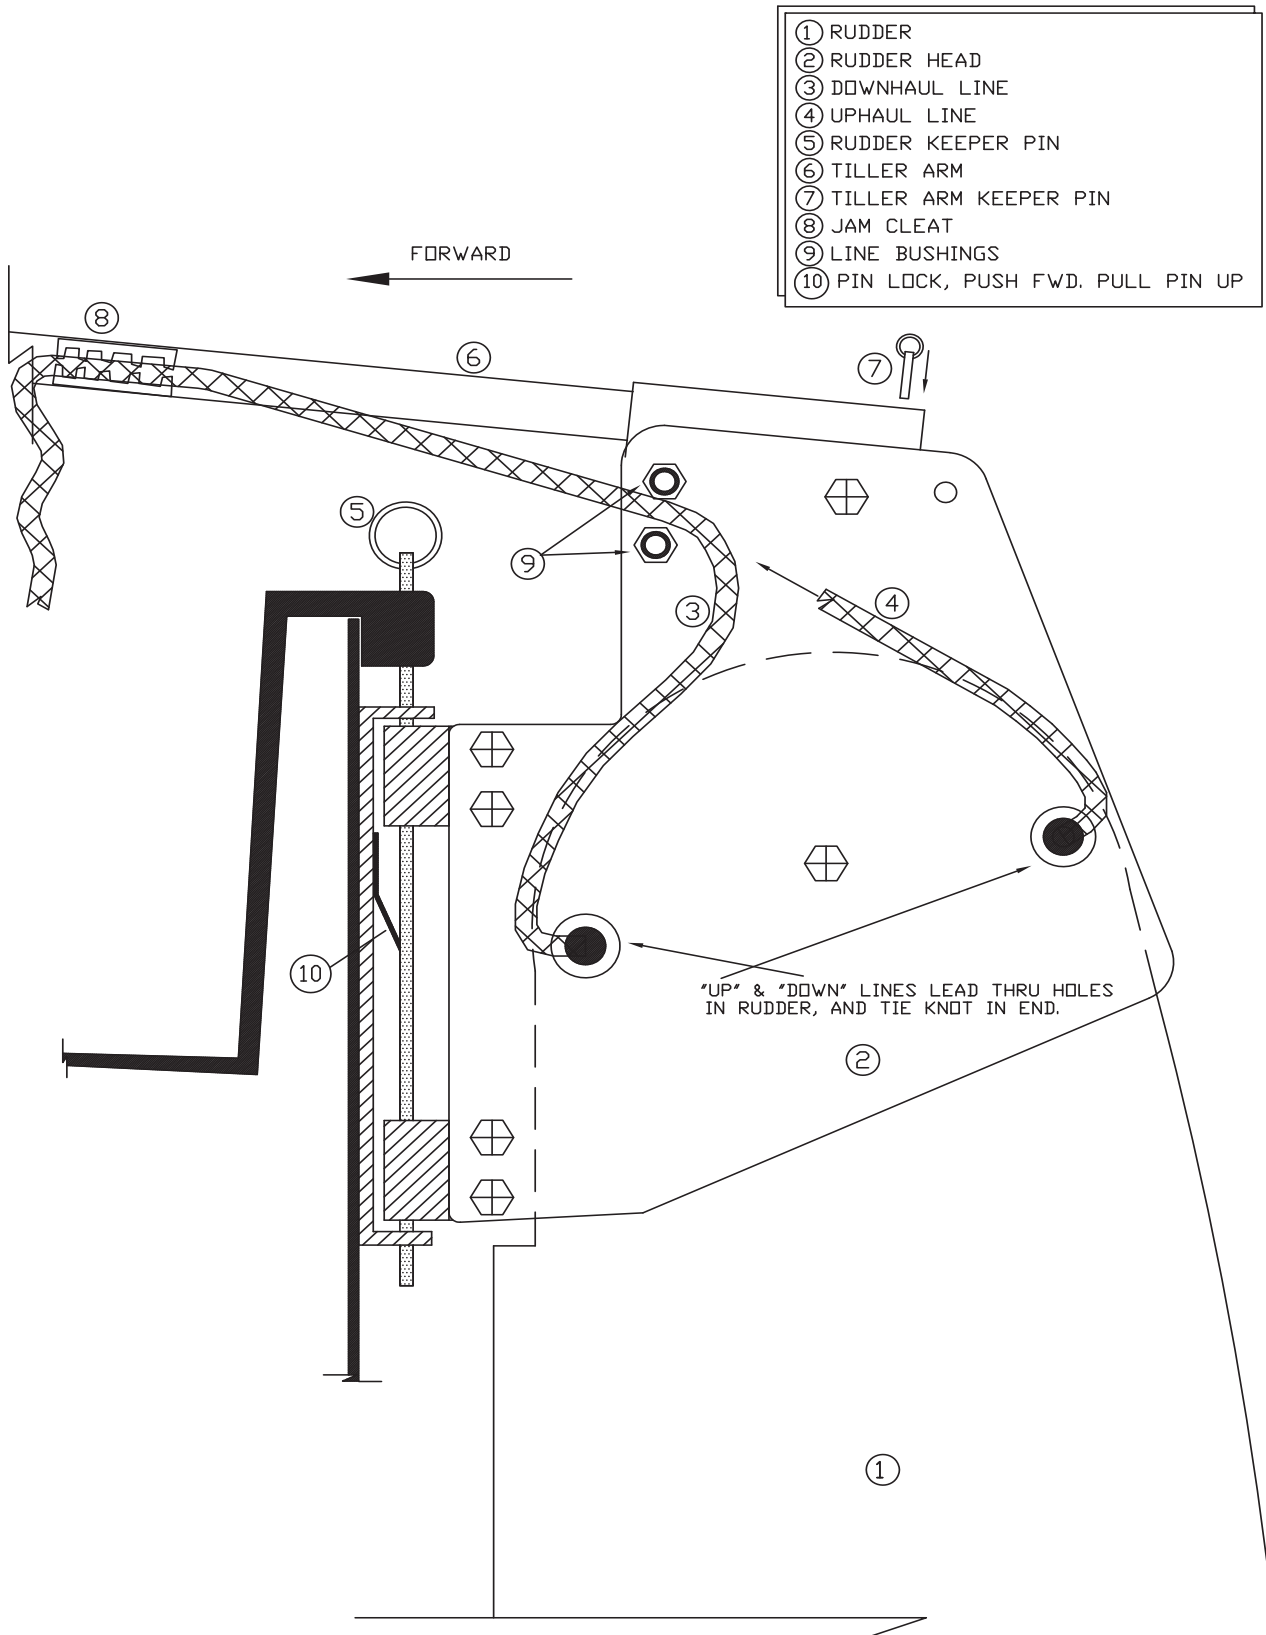 1 RUDDER
2 RUDDER HEAD
3 DOWNHAUL LINE
4 UPHAUL LINE
5 RUDDER KEEPER PIN
6 TILLER ARM
7 TILLER ARM KEEPER PIN
8 JAM CLEAT
9 LINE BUSHINGS
10 PIN LOCK, PUSH FWD. PULL PIN UP
FORWARD
8
6
7
5
9
3
4
10
"UP" & "DOWN" LINES LEAD THRU HOLES
IN RUDDER, AND TIE KNOT IN END.
2
1